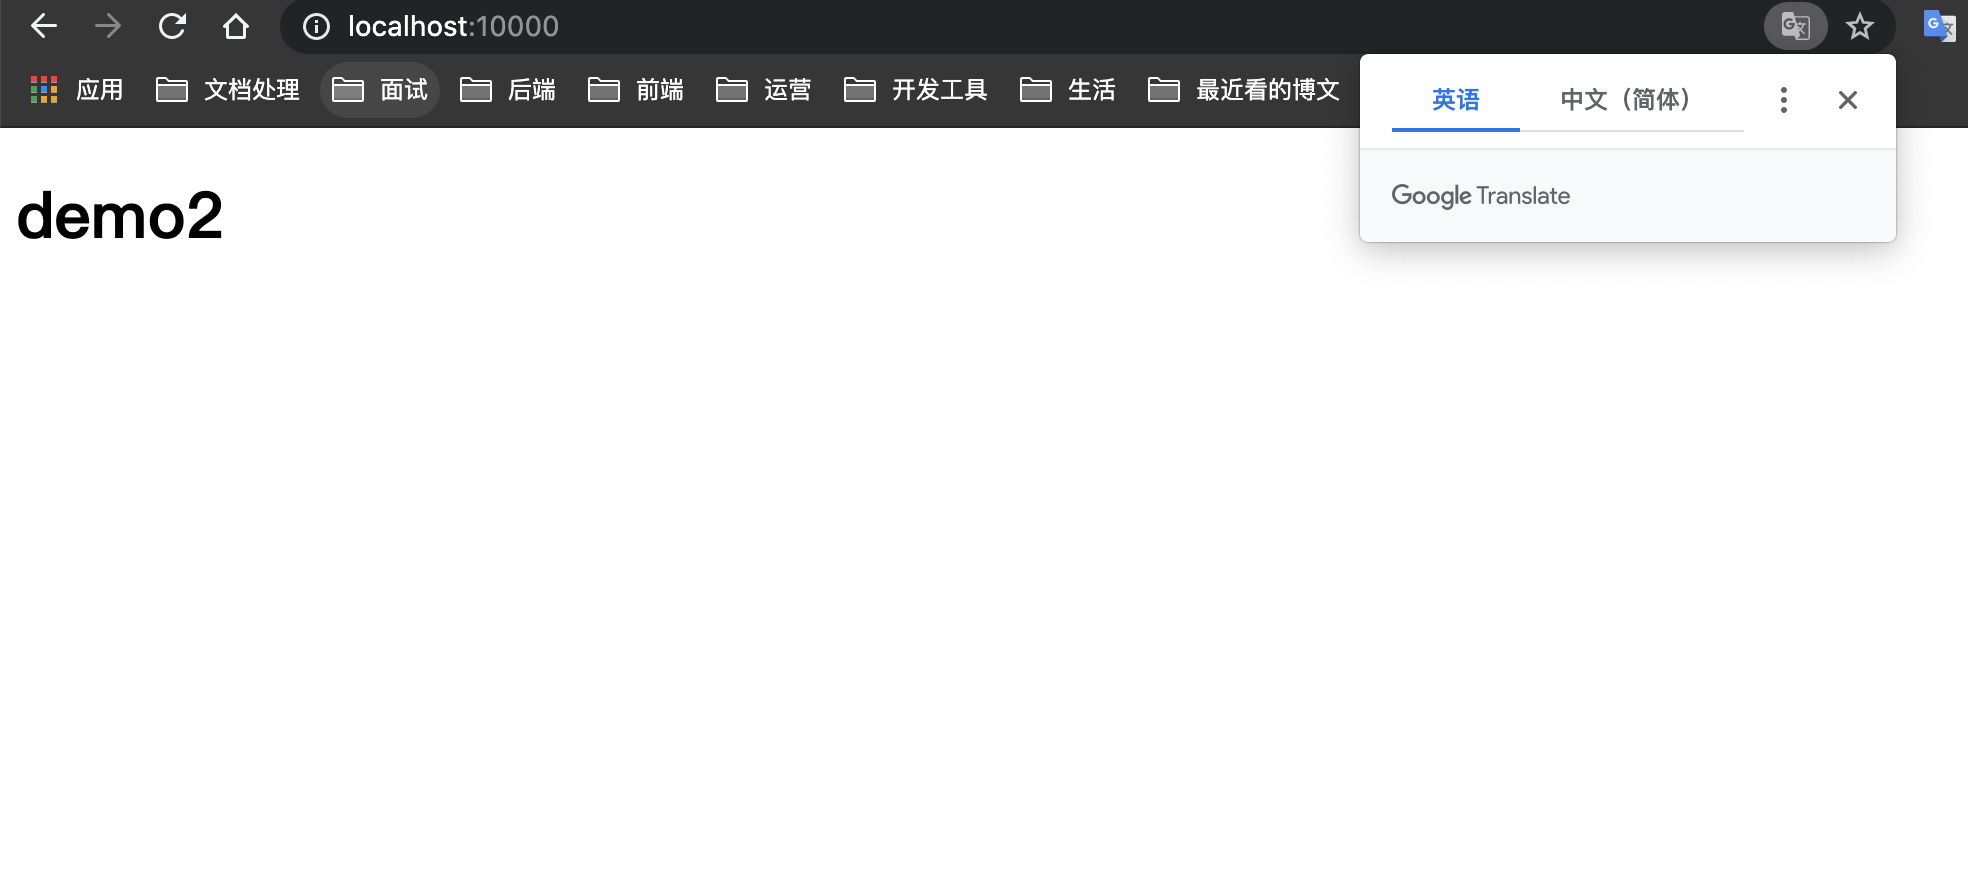 localhost:10000
应用 文档处理 面试 后端 前端 运营 开发工具 生活 最近看的博文
英语 中文（简体）
Google Translate
demo2